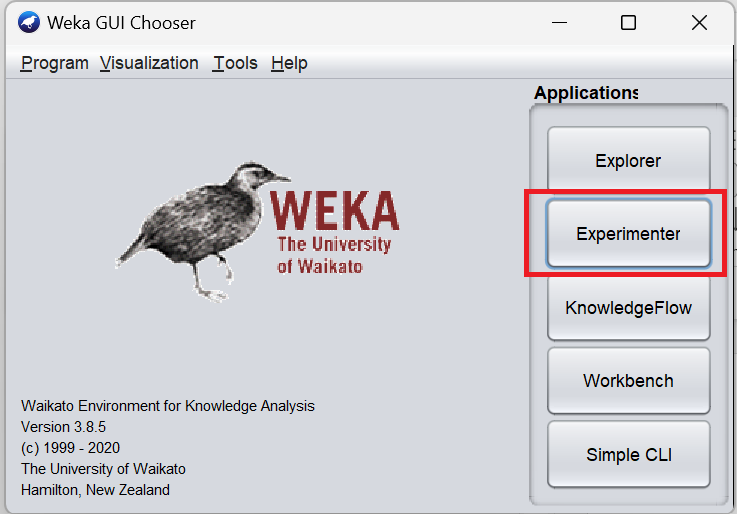 Weka GUI Chooser
Program Visualization Tools Help
Applications
Explorer
Experimenter
KnowledgeFlow
Workbench
Simple CLI
WEKA
The University
of Waikato
Waikato Environment for Knowledge Analysis
Version 3.8.5
(c) 1999 - 2020
The University of Waikato
Hamilton, New Zealand